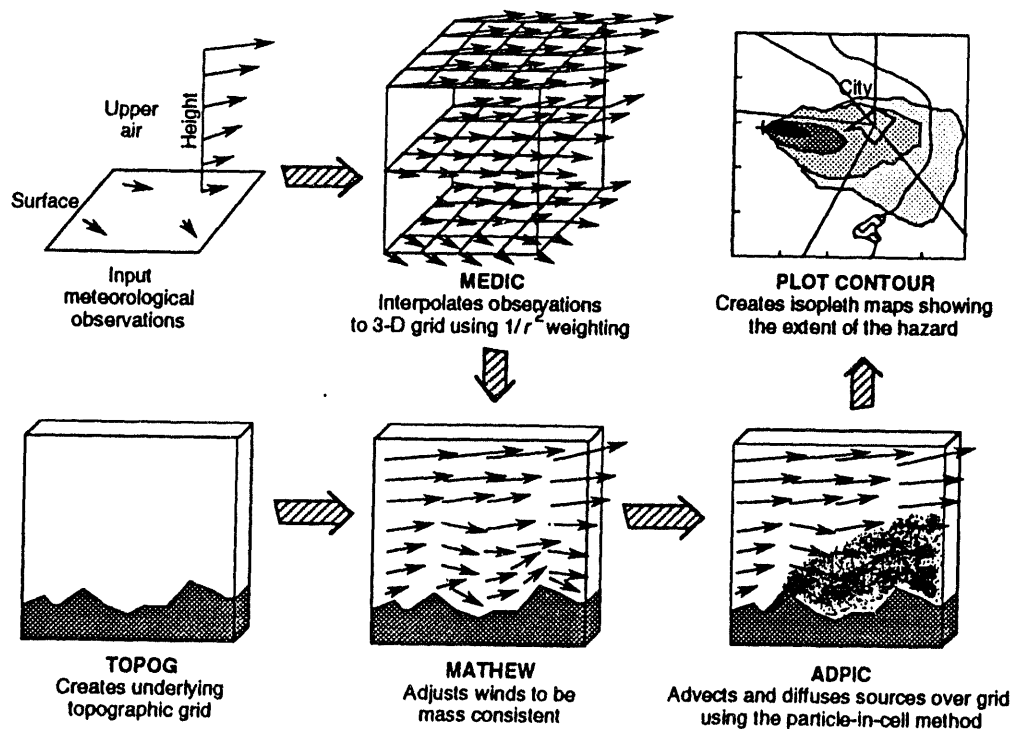 Upper
air
Height
Surface
Input
meteorological
observations
MEDIC
Interpolates observations
to 3-D grid using 1/r² weighting
City
PLOT CONTOUR
Creates isopleth maps showing
the extent of the hazard
TOPOG
Creates underlying
topographic grid
MATHEW
Adjusts winds to be
mass consistent
ADPIC
Advects and diffuses sources over grid
using the particle-in-cell method